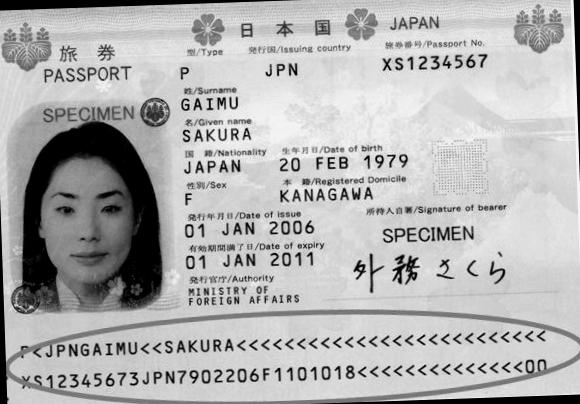 日本国 JAPAN
旅券 型/Type 発行国/Issuing country 旅券番号/Passport No.
PASSPORT P JPN XS1234567
姓/Surname
GAIMU
SPECIMEN
名/Given name
SAKURA
国籍/Nationality 生年月日/Date of birth
JAPAN 20 FEB 1979
性別/Sex 本籍/Registered Domicile
F KANAGAWA
発行年月日/Date of issue 所持人自署/Signature of bearer
01 JAN 2006
SPECIMEN
有効期間満了日/Date of expiry
01 JAN 2011 外務さくら
発行官庁/Authority
MINISTRY OF
FOREIGN AFFAIRS
P<JPNGAIMU<<SAKURA<<<<<<<<<<<<<<<<<<<<<<<<<<
XS12345673JPN7902206F1101018<<<<<<<<<<<<<<00